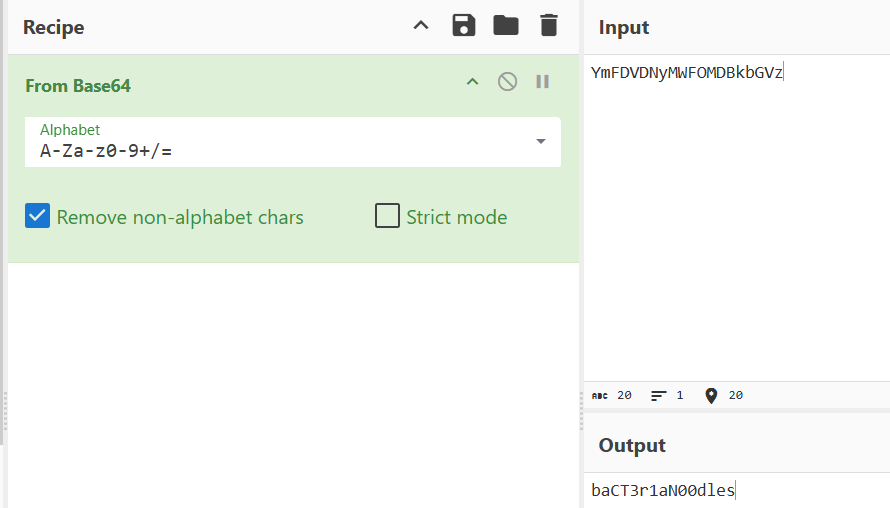 Recipe
From Base64
Alphabet
A-Za-z0-9+/=
Remove non-alphabet chars
Strict mode
Input
YmFDVDNyMWFOMDBkbGVz
ABC 20 1 20
Output
baCT3r1aN00dles